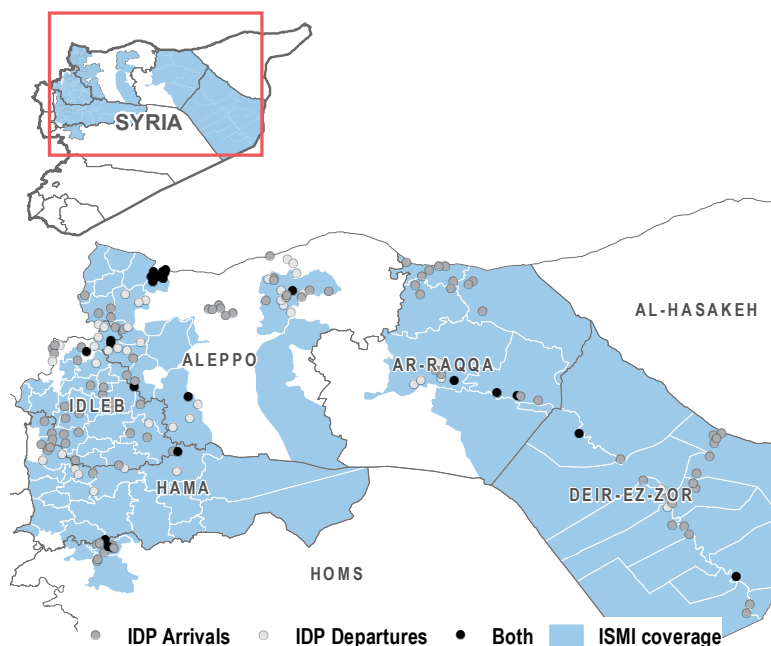 SYRIA
AL-HASAKEH
ALEPPO
AR-RAQQA
IDLEB
HAMA
DEIR-EZ-ZOR
HOMS
IDP Arrivals IDP Departures Both ISMI coverage